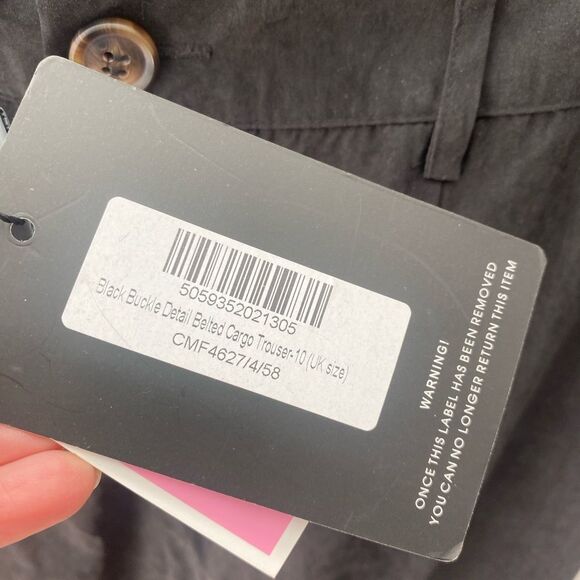 5059352021305
Black Buckle Detail Belted Cargo Trouser-10 (UK size)
CMF4627/4/58
WARNING!
ONCE THIS LABEL HAS BEEN REMOVED
YOU CAN NO LONGER RETURN THIS ITEM